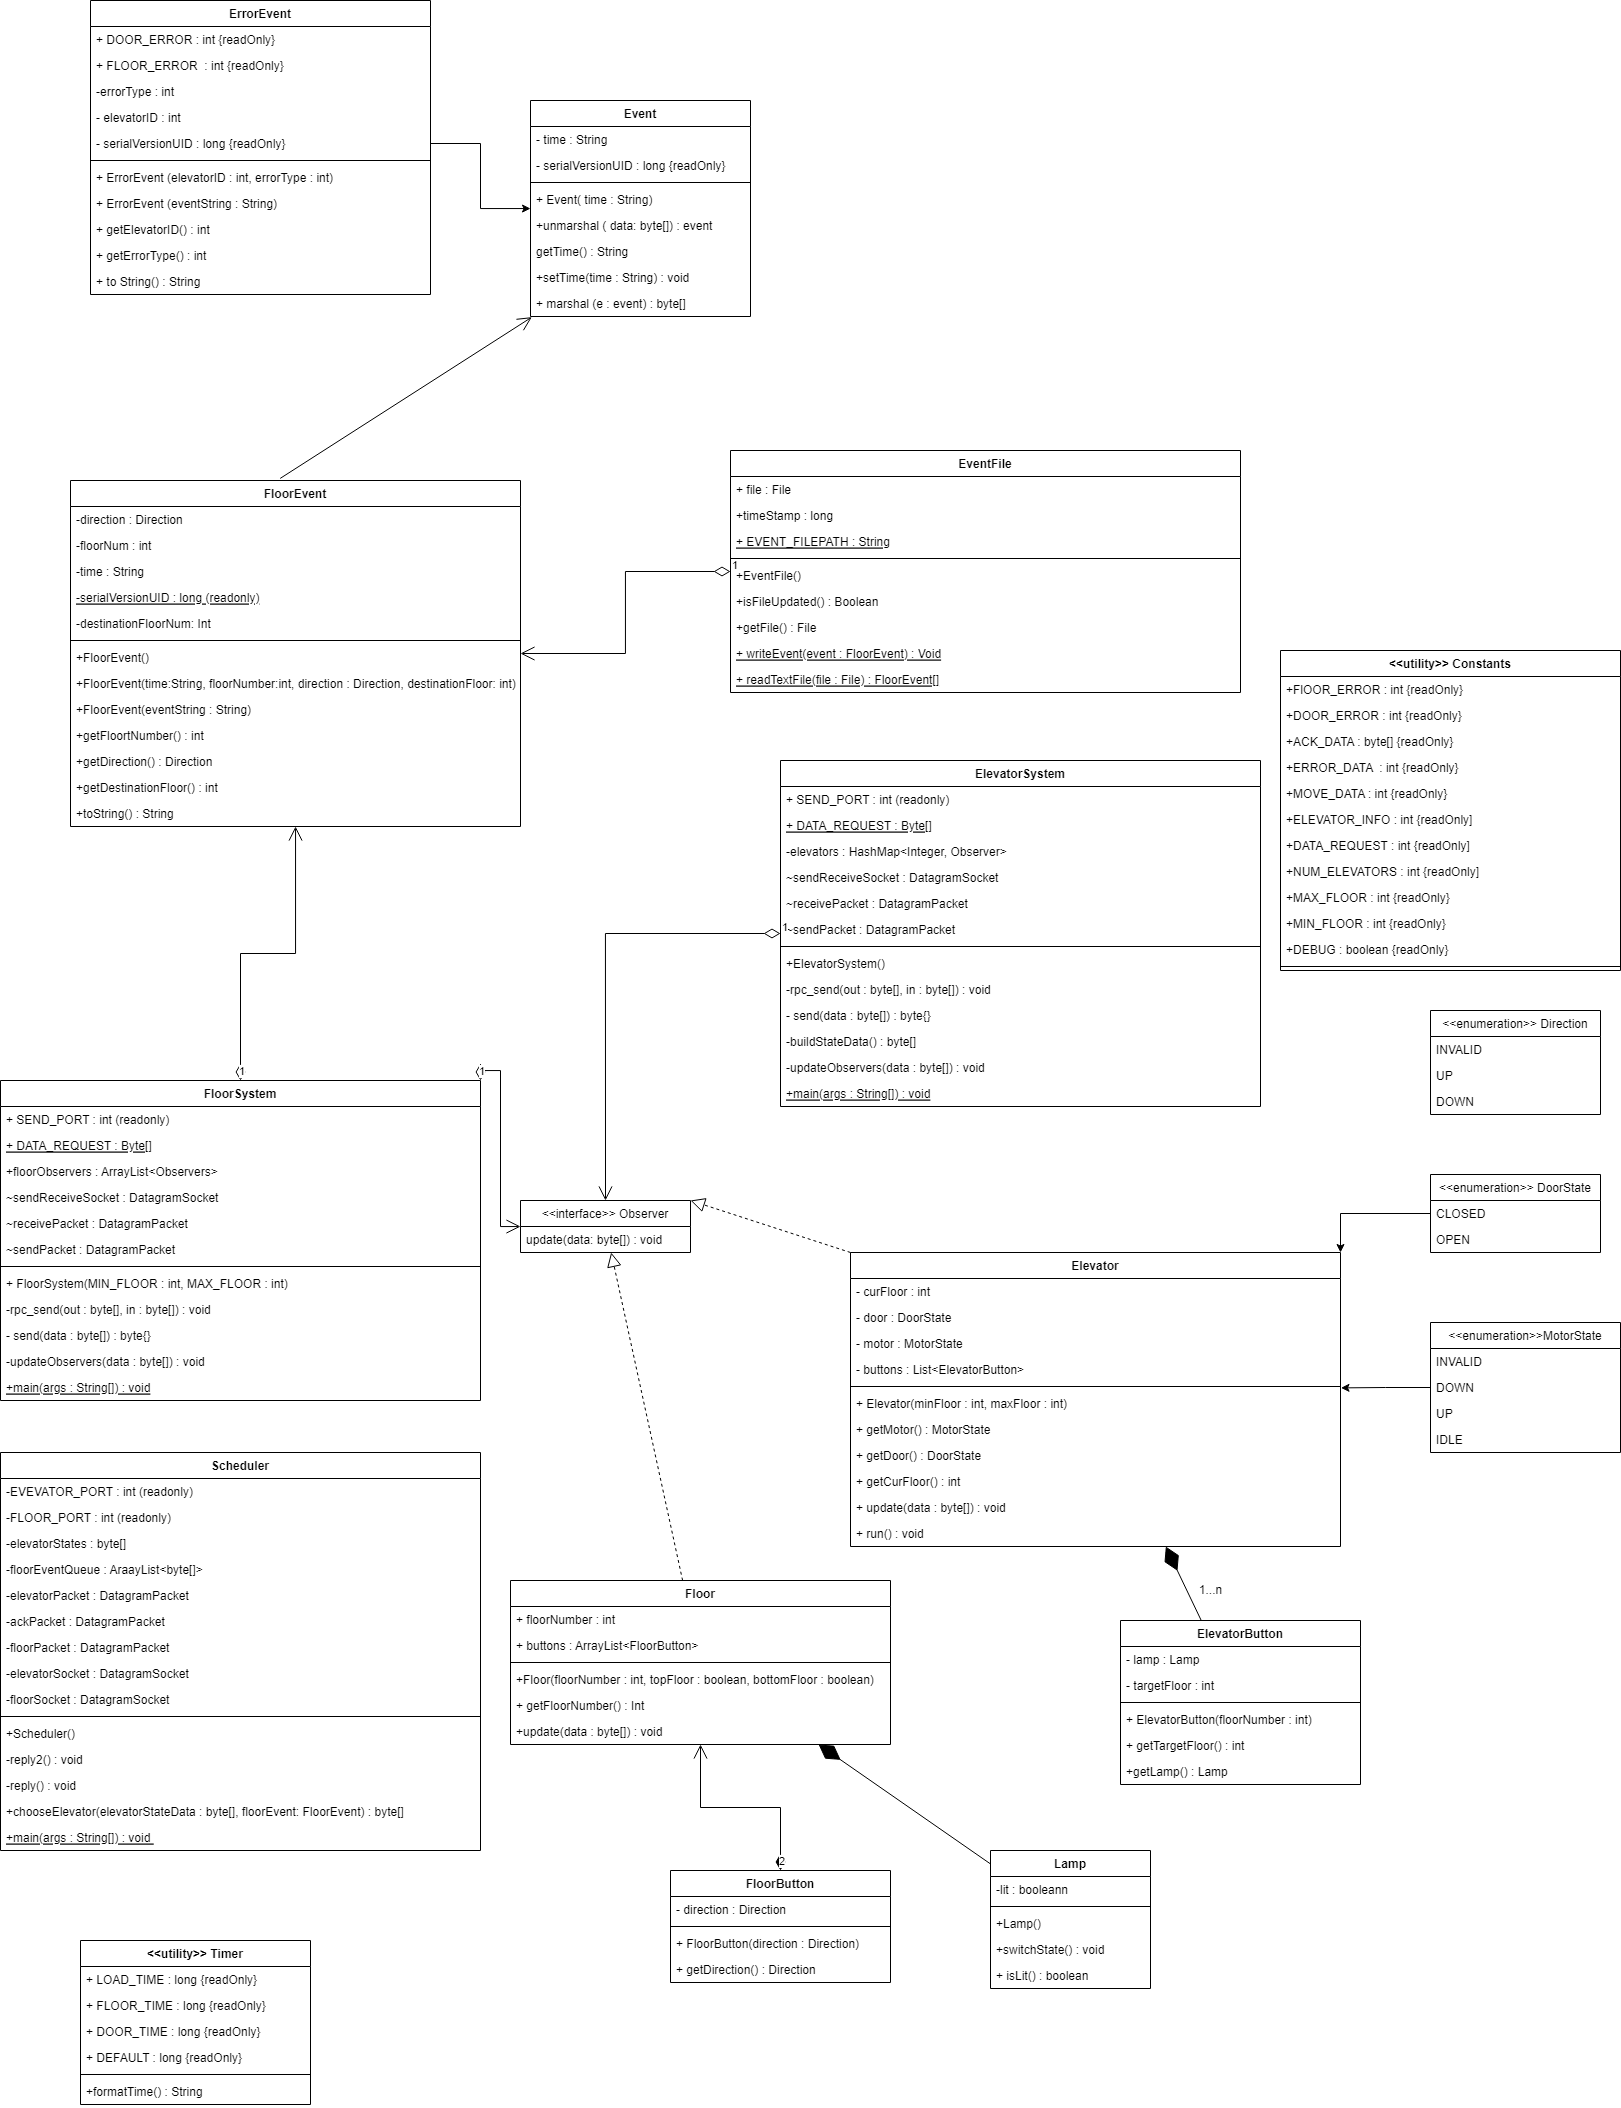 ErrorEvent
+ DOOR_ERROR : int {readOnly}
+ FLOOR_ERROR  : int {readOnly}
-errorType : int
- elevatorID : int
- serialVersionUID : long {readOnly}
+ ErrorEvent (elevatorID : int, errorType : int)
+ ErrorEvent (eventString : String)
+ getElevatorID() : int
+ getErrorType() : int
+ to String() : String
Event
- time : String
- serialVersionUID : long {readOnly}
+ Event( time : String)
+unmarshal ( data: byte[]) : event
getTime() : String
+setTime(time : String) : void
+ marshal (e : event) : byte[]
FloorEvent
-direction : Direction
-floorNum : int
-time : String
-serialVersionUID : long (readonly)
-destinationFloorNum: Int
+FloorEvent()
+FloorEvent(time:String, floorNumber:int, direction : Direction, destinationFloor: int)
+FloorEvent(eventString : String)
+getFloortNumber() : int
+getDirection() : Direction
+getDestinationFloor() : int
+toString() : String
EventFile
+ file : File
+timeStamp : long
+ EVENT_FILEPATH : String
1
+EventFile()
+isFileUpdated() : Boolean
+getFile() : File
+ writeEvent(event : FloorEvent) : Void
+ readTextFile(file : File) : FloorEvent[]
<<utility>> Constants
+FlOOR_ERROR : int {readOnly}
+DOOR_ERROR : int {readOnly}
+ACK_DATA : byte[] {readOnly}
+ERROR_DATA  : int {readOnly}
+MOVE_DATA : int {readOnly}
+ELEVATOR_INFO : int {readOnly]
+DATA_REQUEST : int {readOnly]
+NUM_ELEVATORS : int {readOnly]
+MAX_FLOOR : int {readOnly}
+MIN_FLOOR : int {readOnly}
+DEBUG : boolean {readOnly}
ElevatorSystem
+ SEND_PORT : int (readonly)
+ DATA_REQUEST : Byte[]
-elevators : HashMap<Integer, Observer>
~sendReceiveSocket : DatagramSocket
~receivePacket : DatagramPacket
1
~sendPacket : DatagramPacket
+ElevatorSystem()
-rpc_send(out : byte[], in : byte[]) : void
- send(data : byte[]) : byte{}
-buildStateData() : byte[]
-updateObservers(data : byte[]) : void
+main(args : String[]) : void
<<enumeration>> Direction
INVALID
UP
DOWN
1
1
FloorSystem
+ SEND_PORT : int (readonly)
+ DATA_REQUEST : Byte[]
+floorObservers : ArrayList<Observers>
~sendReceiveSocket : DatagramSocket
~receivePacket : DatagramPacket
~sendPacket : DatagramPacket
+ FloorSystem(MIN_FLOOR : int, MAX_FLOOR : int)
-rpc_send(out : byte[], in : byte[]) : void
- send(data : byte[]) : byte{}
-updateObservers(data : byte[]) : void
+main(args : String[]) : void
<<interface>> Observer
update(data: byte[]) : void
<<enumeration>> DoorState
CLOSED
OPEN
Elevator
- curFloor : int
- door : DoorState
- motor : MotorState
- buttons : List<ElevatorButton>
+ Elevator(minFloor : int, maxFloor : int)
+ getMotor() : MotorState
+ getDoor() : DoorState
+ getCurFloor() : int
+ update(data : byte[]) : void
+ run() : void
<<enumeration>>MotorState
INVALID
DOWN
UP
IDLE
Scheduler
-EVEVATOR_PORT : int (readonly)
-FLOOR_PORT : int (readonly)
-elevatorStates : byte[]
-floorEventQueue : AraayList<byte[]>
-elevatorPacket : DatagramPacket
-ackPacket : DatagramPacket
-floorPacket : DatagramPacket
-elevatorSocket : DatagramSocket
-floorSocket : DatagramSocket
+Scheduler()
-reply2() : void
-reply() : void
+chooseElevator(elevatorStateData : byte[], floorEvent: FloorEvent) : byte[]
+main(args : String[]) : void
1...n
Floor
+ floorNumber : int
+ buttons : ArrayList<FloorButton>
+Floor(floorNumber : int, topFloor : boolean, bottomFloor : boolean)
+ getFloorNumber() : Int
+update(data : byte[]) : void
ElevatorButton
- lamp : Lamp
- targetFloor : int
+ ElevatorButton(floorNumber : int)
+ getTargetFloor() : int
+getLamp() : Lamp
2
FloorButton
- direction : Direction
+ FloorButton(direction : Direction)
+ getDirection() : Direction
Lamp
-lit : booleann
+Lamp()
+switchState() : void
+ isLit() : boolean
<<utility>> Timer
+ LOAD_TIME : long {readOnly}
+ FLOOR_TIME : long {readOnly}
+ DOOR_TIME : long {readOnly}
+ DEFAULT : long {readOnly}
+formatTime() : String